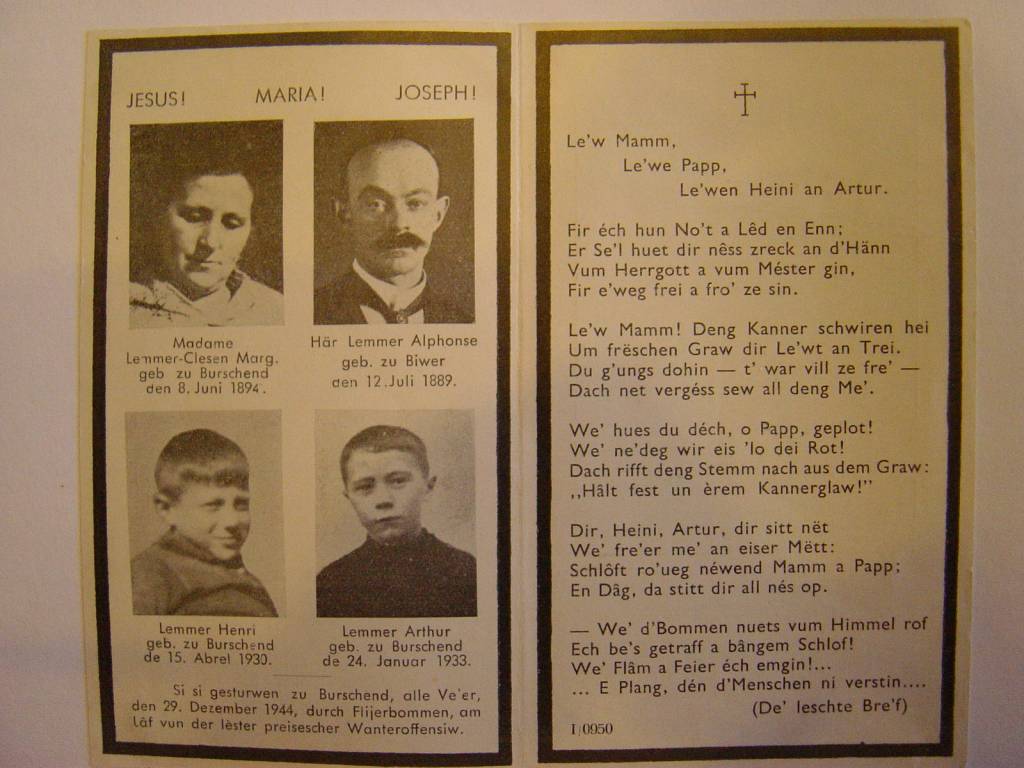 JESUS! MARIA! JOSEPH!
Madame
Lemmer-Clesen Marg.
geb zu Burschend
den 8. Juni 1894.
Här Lemmer Alphonse
geb. zu Biwer
den 12. Juli 1889.
Lemmer Henri
geb. zu Burschend
de 15. Abrel 1930.
Lemmer Arthur
geb. zu Burschend
de 24. Januar 1933.
Si si gesturwen zu Burschend, alle Ve'er,
den 29. Dezember 1944, durch Flijerbommen, am
Lâf vun der lèster preisescher Wanteroffensiw.
Le'w Mamm,
Le'we Papp,
Le'wen Heini an Artur.
Fir éch hun No't a Lêd en Enn;
Er Se'l huet dir nêss zreck an d'Hänn
Vum Herrgott a vum Méster gin,
Fir e'weg frei a fro' ze sin.
Le'w Mamm! Deng Kanner schwiren hei
Um frëschen Graw dir Le'wt an Trei.
Du g'ungs dohin — t' war vill ze fre' —
Dach net vergéss sew all deng Me'.
We' hues du déch, o Papp, geplot!
We' ne'deg wir eis 'lo dei Rot!
Dach rifft deng Stemm nach aus dem Graw:
,,Hâlt fest un èrem Kannerglaw!"
Dir, Heini, Artur, dir sitt nët
We' fre'er me' an eiser Mëtt:
Schlôft ro'ueg néwend Mamm a Papp;
En Dâg, da stitt dir all nés op.
— We' d'Bommen nuets vum Himmel rof
Ech be's getraff a bângem Schlof!
We' Flâm a Feier éch emgin!...
... E Plang, dén d'Menschen ni verstin....
(De' leschte Bre'f)
I/0950